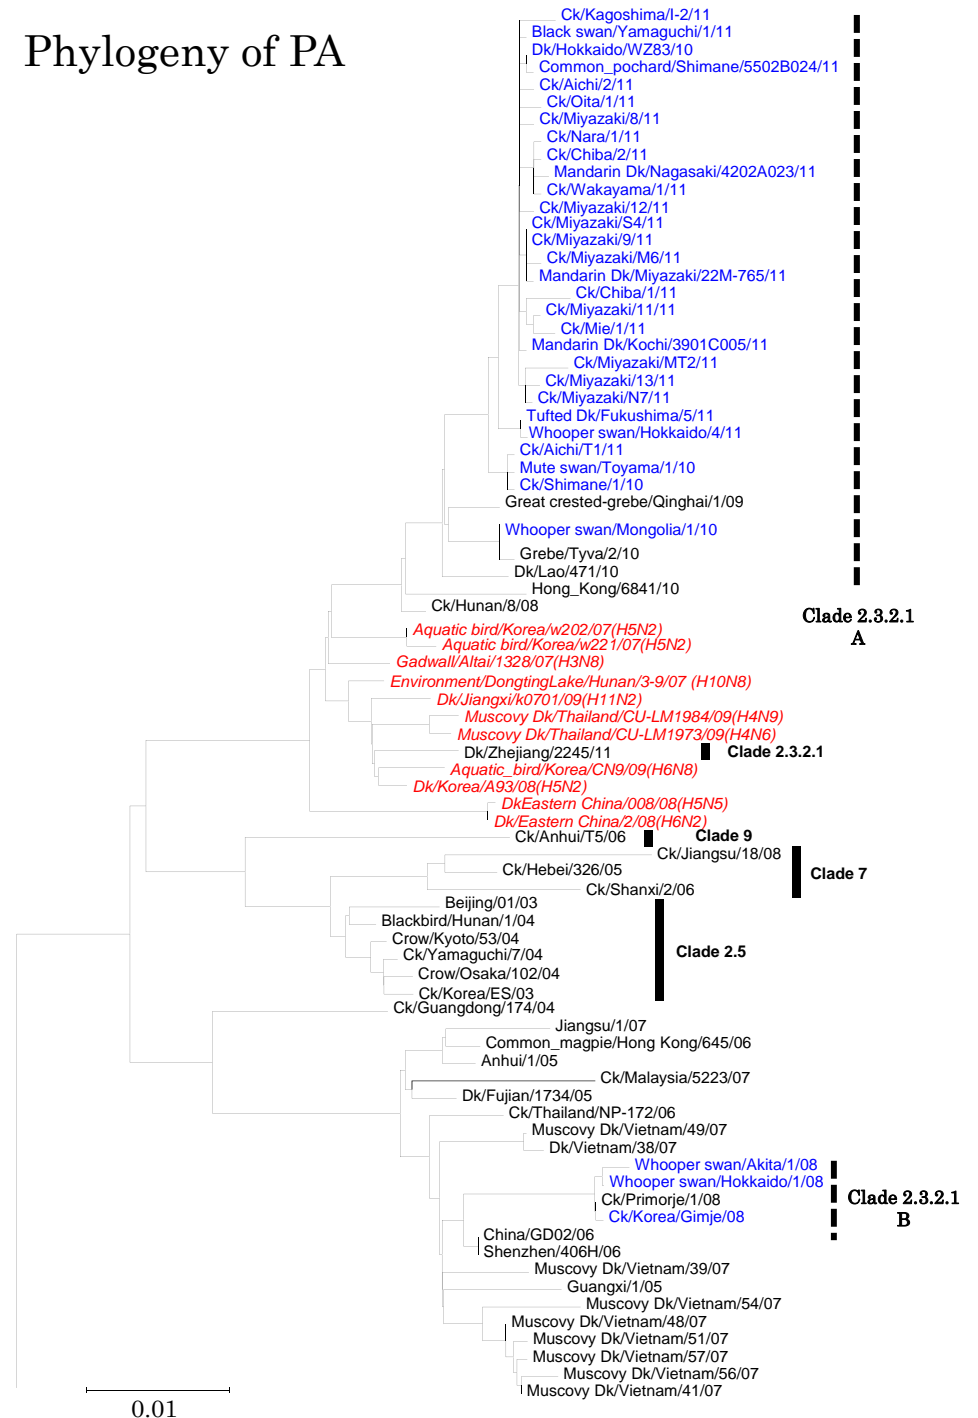 Phylogeny of PA
Ck/Kagoshima/I-2/11
Black swan/Yamaguchi/1/11
Dk/Hokkaido/WZ83/10
Common_pochard/Shimane/5502B024/11
Ck/Aichi/2/11
Ck/Oita/1/11
Ck/Miyazaki/8/11
Ck/Nara/1/11
Ck/Chiba/2/11
Mandarin Dk/Nagasaki/4202A023/11
Ck/Wakayama/1/11
Ck/Miyazaki/12/11
Ck/Miyazaki/S4/11
Ck/Miyazaki/9/11
Ck/Miyazaki/M6/11
Mandarin Dk/Miyazaki/22M-765/11
Ck/Chiba/1/11
Ck/Miyazaki/11/11
Ck/Mie/1/11
Mandarin Dk/Kochi/3901C005/11
Ck/Miyazaki/MT2/11
Ck/Miyazaki/13/11
Ck/Miyazaki/N7/11
Tufted Dk/Fukushima/5/11
Whooper swan/Hokkaido/4/11
Ck/Aichi/T1/11
Mute swan/Toyama/1/10
Ck/Shimane/1/10
Great crested-grebe/Qinghai/1/09
Whooper swan/Mongolia/1/10
Grebe/Tyva/2/10
Dk/Lao/471/10
Hong_Kong/6841/10
Ck/Hunan/8/08
Clade 2.3.2.1
A
Aquatic bird/Korea/w202/07(H5N2)
Aquatic bird/Korea/w221/07(H5N2)
Gadwall/Altai/1328/07(H3N8)
Environment/DongtingLake/Hunan/3-9/07 (H10N8)
Dk/Jiangxi/k0701/09(H11N2)
Muscovy Dk/Thailand/CU-LM1984/09(H4N9)
Muscovy Dk/Thailand/CU-LM1973/09(H4N6)
Dk/Zhejiang/2245/11
Clade 2.3.2.1
Aquatic_bird/Korea/CN9/09(H6N8)
Dk/Korea/A93/08(H5N2)
DkEastern China/008/08(H5N5)
Dk/Eastern China/2/08(H6N2)
Ck/Anhui/T5/06
Clade 9
Ck/Jiangsu/18/08
Ck/Hebei/326/05
Clade 7
Ck/Shanxi/2/06
Beijing/01/03
Blackbird/Hunan/1/04
Crow/Kyoto/53/04
Ck/Yamaguchi/7/04
Clade 2.5
Crow/Osaka/102/04
Ck/Korea/ES/03
Ck/Guangdong/174/04
Jiangsu/1/07
Common_magpie/Hong Kong/645/06
Anhui/1/05
Ck/Malaysia/5223/07
Dk/Fujian/1734/05
Ck/Thailand/NP-172/06
Muscovy Dk/Vietnam/49/07
Dk/Vietnam/38/07
Whooper swan/Akita/1/08
Whooper swan/Hokkaido/1/08
Ck/Primorje/1/08
Ck/Korea/Gimje/08
Clade 2.3.2.1
B
China/GD02/06
Shenzhen/406H/06
Muscovy Dk/Vietnam/39/07
Guangxi/1/05
Muscovy Dk/Vietnam/54/07
Muscovy Dk/Vietnam/48/07
Muscovy Dk/Vietnam/51/07
Muscovy Dk/Vietnam/57/07
Muscovy Dk/Vietnam/56/07
Muscovy Dk/Vietnam/41/07
0.01